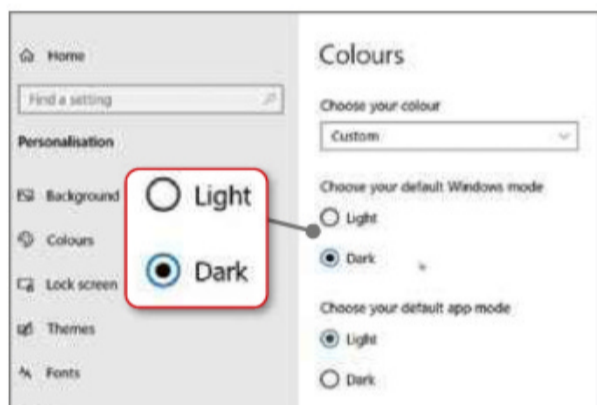 Home
Find a setting
Personalisation
Background
Colours
Lock screen
Themes
Fonts
Light
Dark
Colours
Choose your colour
Custom
Choose your default Windows mode
Light
Dark
Choose your default app mode
Light
Dark